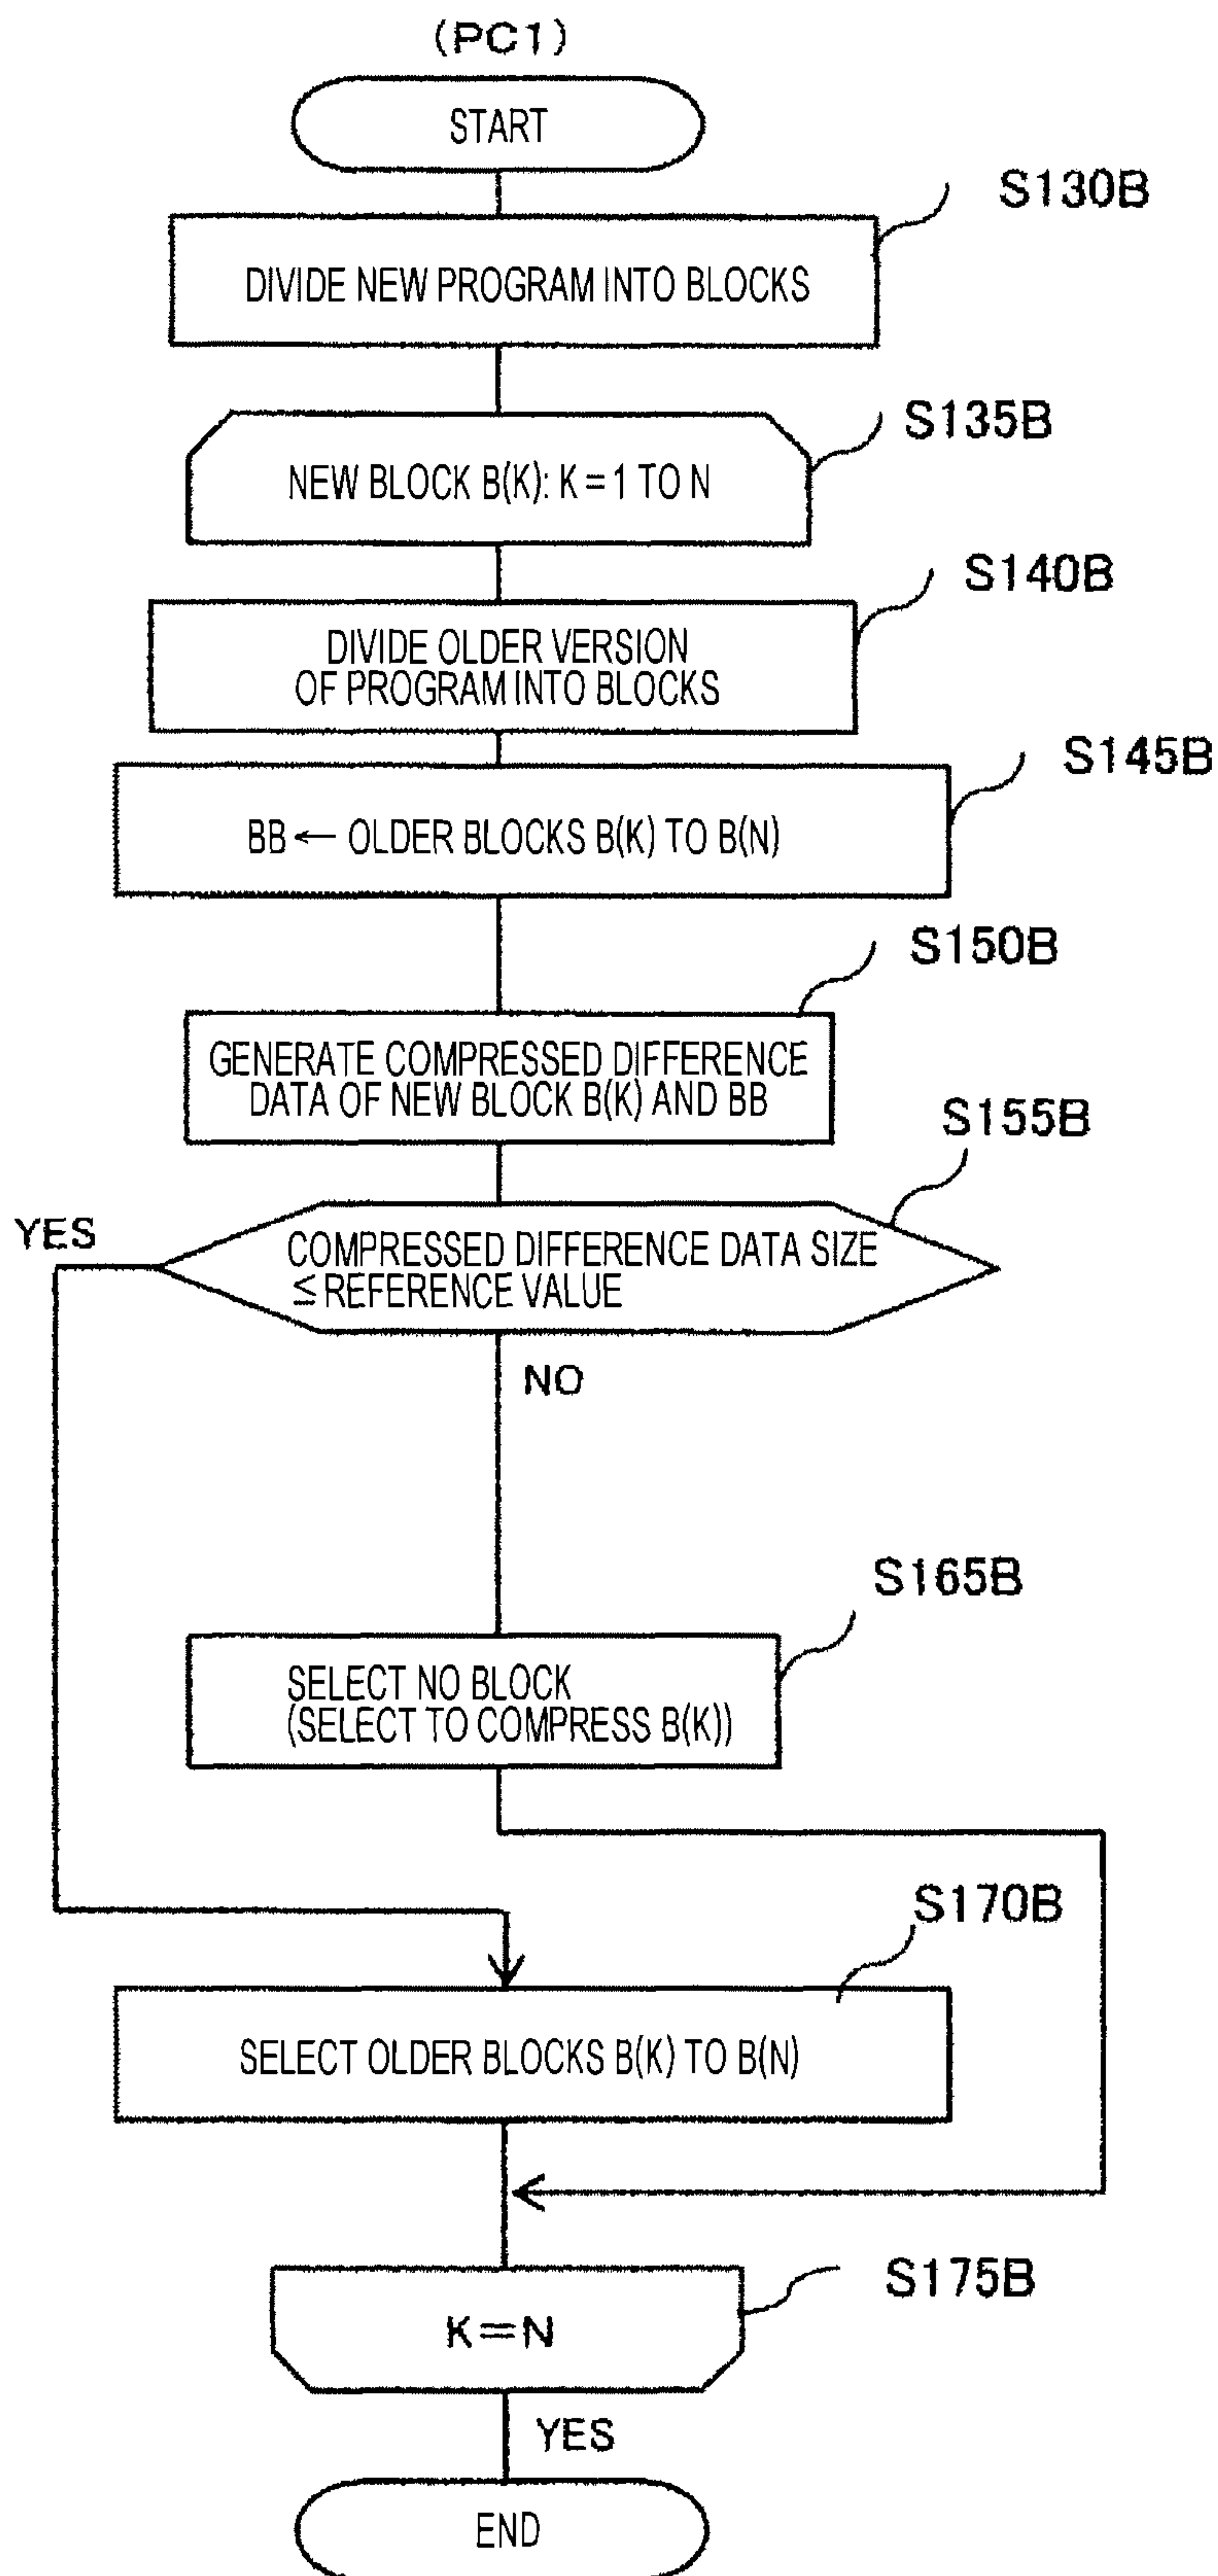 (PC1)
START
S130B
DIVIDE NEW PROGRAM INTO BLOCKS
S135B
NEW BLOCK B(K): K = 1 TO N
S140B
DIVIDE OLDER VERSION
OF PROGRAM INTO BLOCKS
S145B
BB ← OLDER BLOCKS B(K) TO B(N)
S150B
GENERATE COMPRESSED DIFFERENCE
DATA OF NEW BLOCK B(K) AND BB
S155B
YES
COMPRESSED DIFFERENCE DATA SIZE
≤ REFERENCE VALUE
NO
S165B
SELECT NO BLOCK
(SELECT TO COMPRESS B(K))
S170B
SELECT OLDER BLOCKS B(K) TO B(N)
S175B
K=N
YES
END